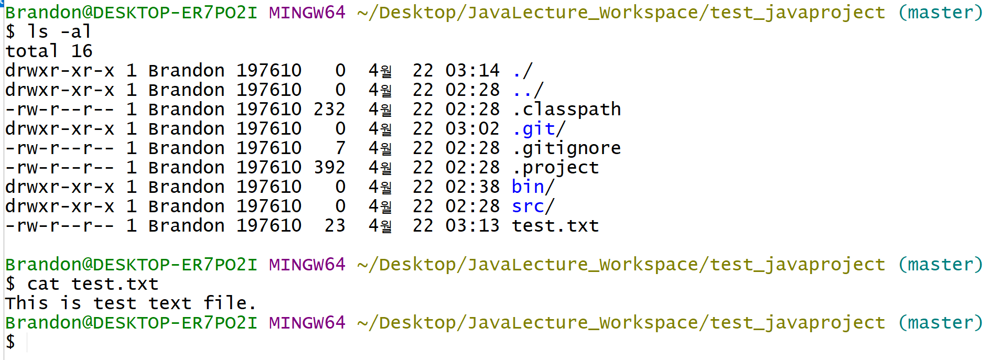 Brandon@DESKTOP-ER7PO2I MINGW64 ~/Desktop/JavaLecture_Workspace/test_javaproject (master)
$ ls -al
total 16
drwxr-xr-x 1 Brandon 197610   0  4월  22 03:14 ./
drwxr-xr-x 1 Brandon 197610   0  4월  22 02:28 ../
-rw-r--r-- 1 Brandon 197610 232  4월  22 02:28 .classpath
drwxr-xr-x 1 Brandon 197610   0  4월  22 03:02 .git/
-rw-r--r-- 1 Brandon 197610   7  4월  22 02:28 .gitignore
-rw-r--r-- 1 Brandon 197610 392  4월  22 02:28 .project
drwxr-xr-x 1 Brandon 197610   0  4월  22 02:38 bin/
drwxr-xr-x 1 Brandon 197610   0  4월  22 02:28 src/
-rw-r--r-- 1 Brandon 197610  23  4월  22 03:13 test.txt

Brandon@DESKTOP-ER7PO2I MINGW64 ~/Desktop/JavaLecture_Workspace/test_javaproject (master)
$ cat test.txt
This is test text file.
Brandon@DESKTOP-ER7PO2I MINGW64 ~/Desktop/JavaLecture_Workspace/test_javaproject (master)
$